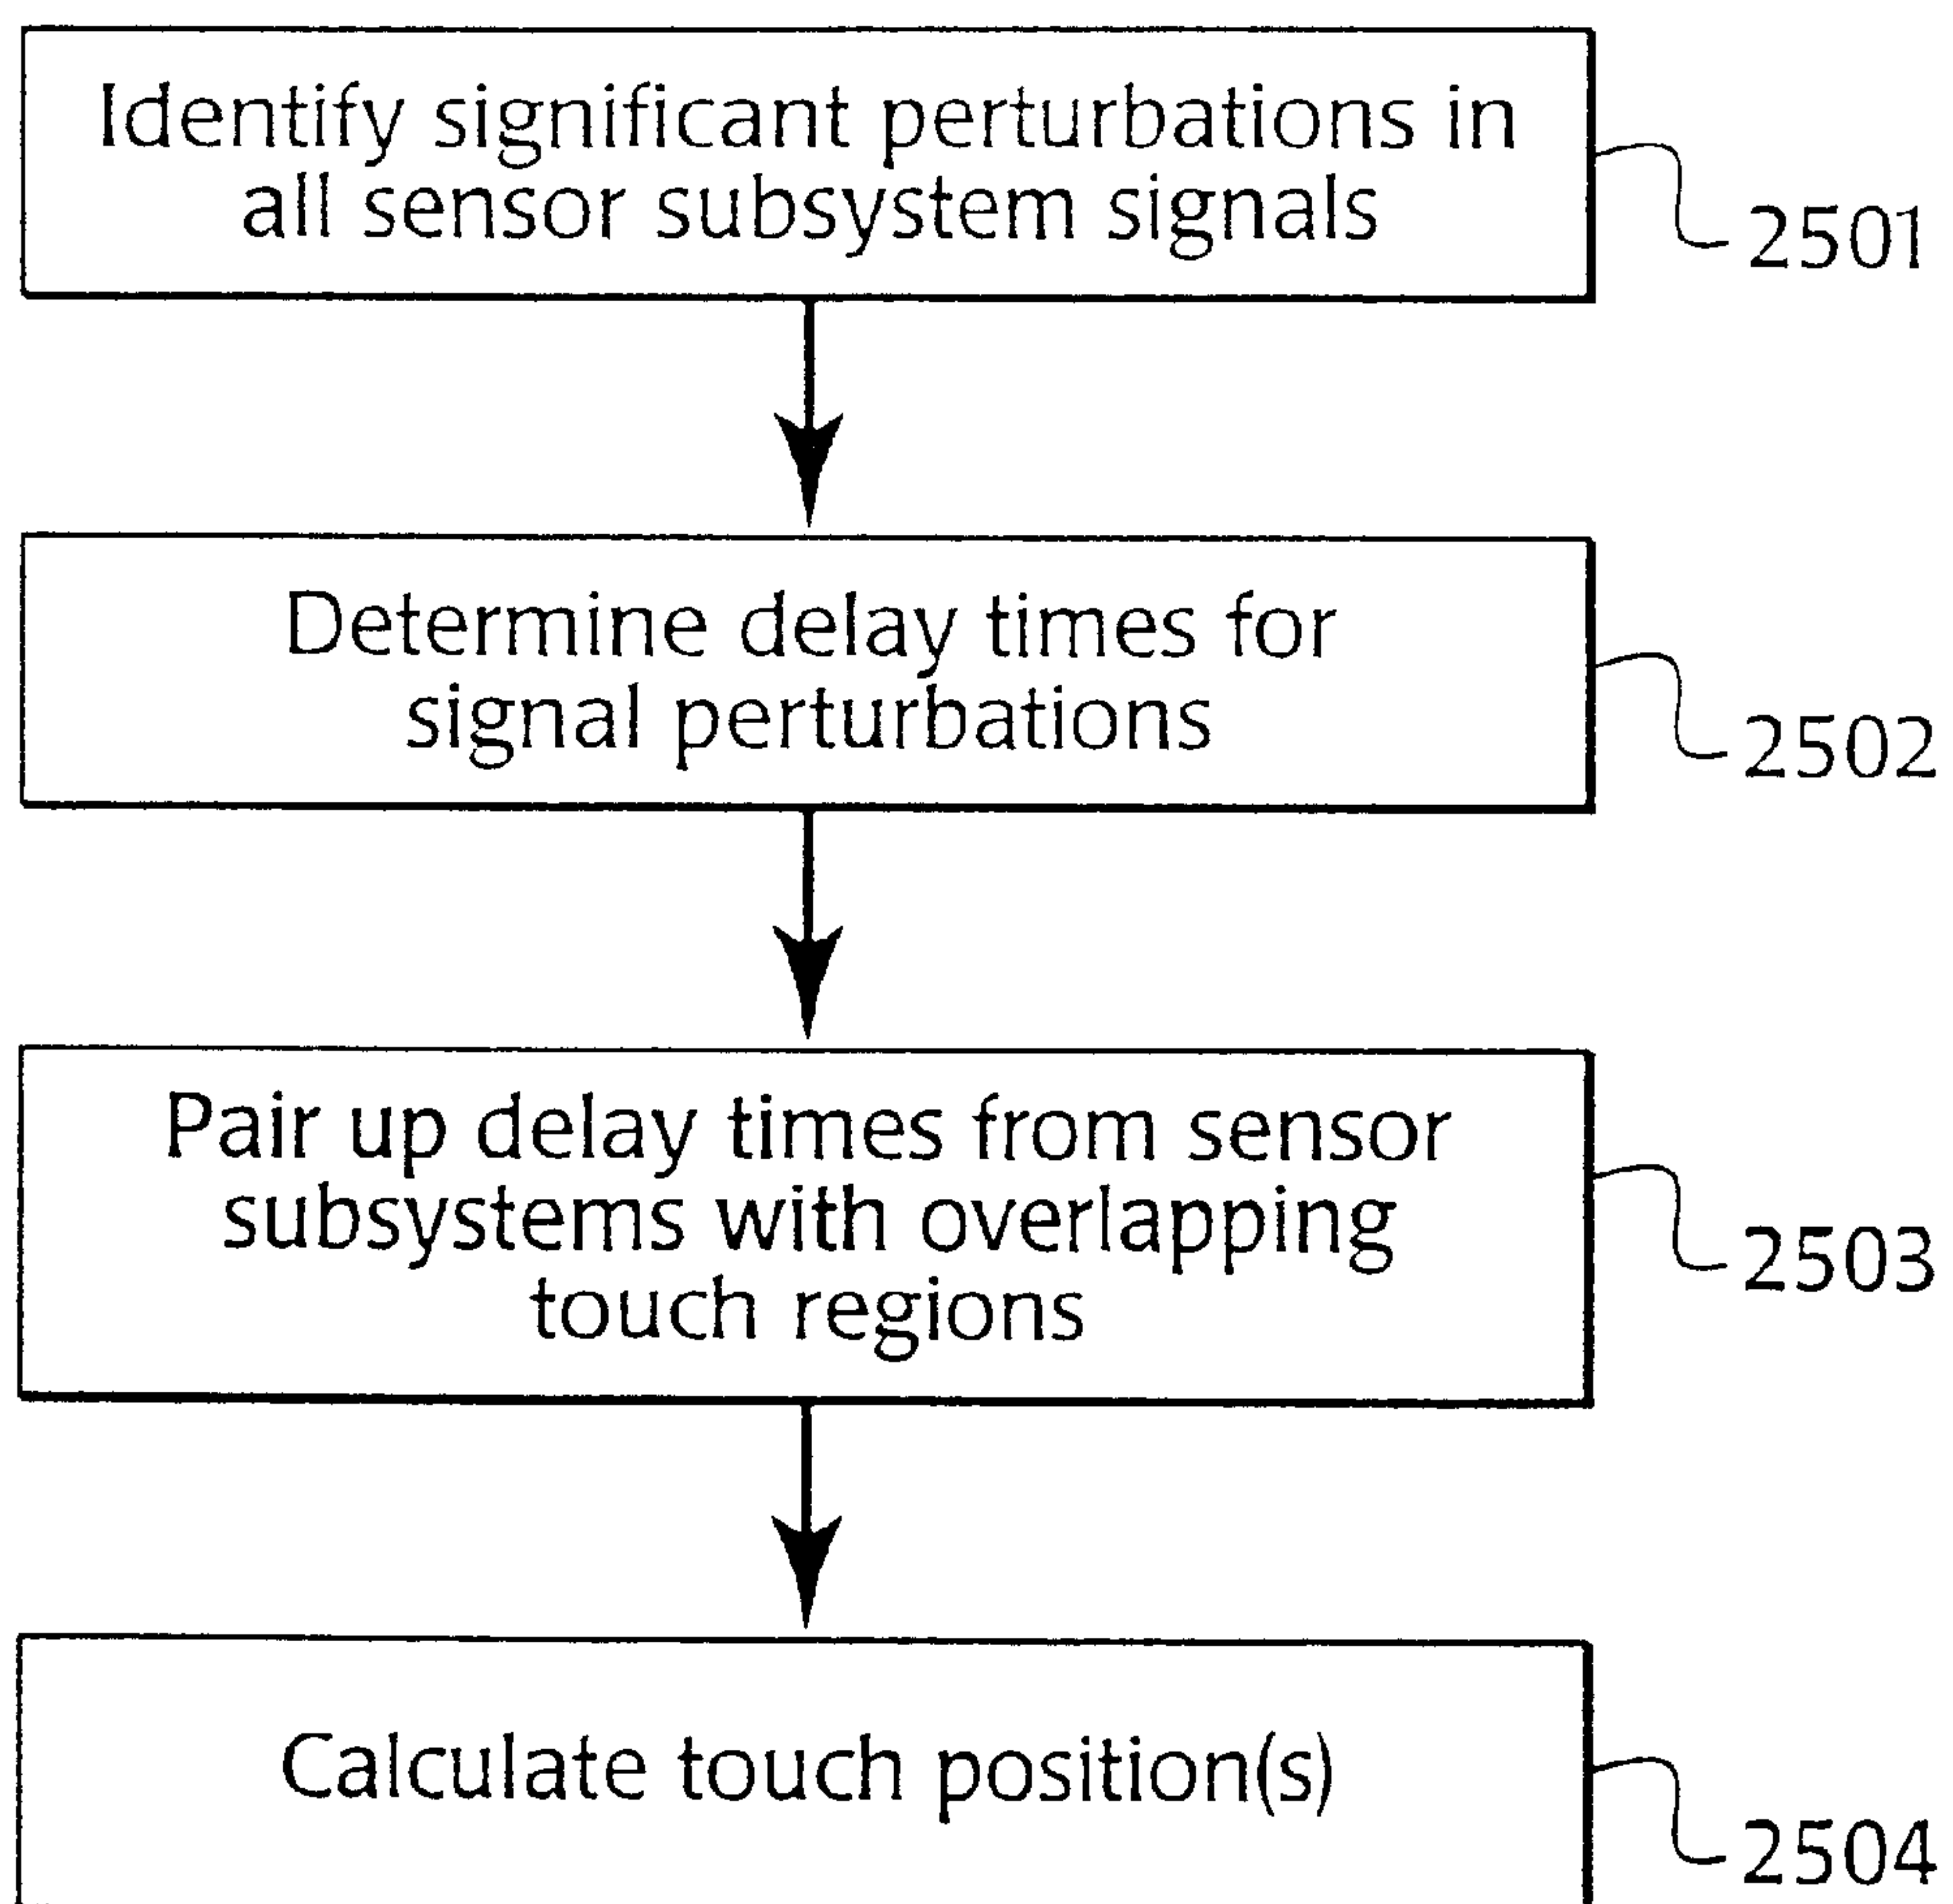 Identify significant perturbations in
all sensor subsystem signals
2501
Determine delay times for
signal perturbations
2502
Pair up delay times from sensor
subsystems with overlapping
touch regions
2503
Calculate touch position(s)
2504